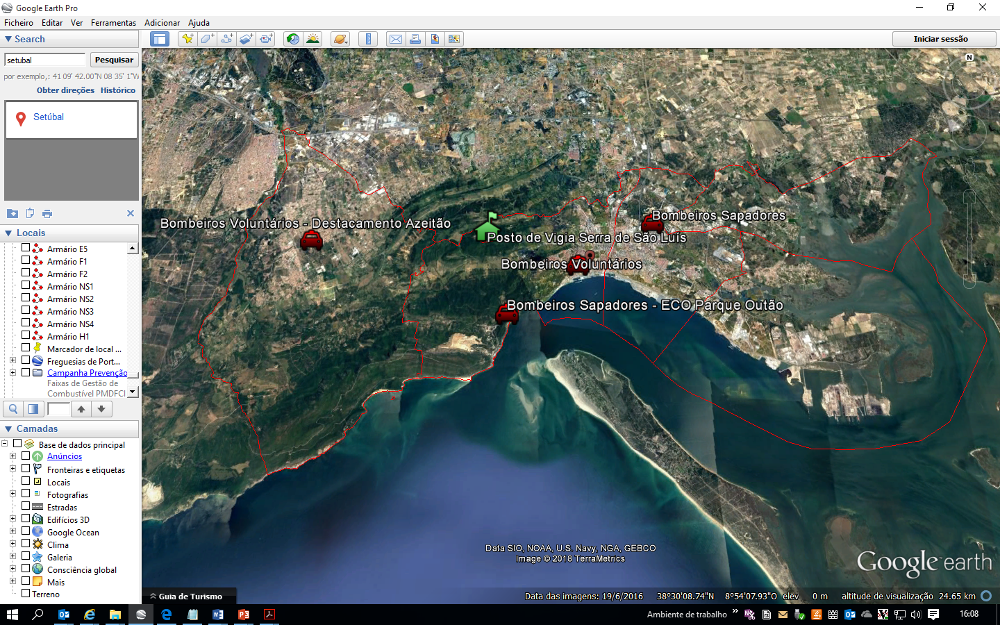 Google Earth Pro
Ficheiro Editar Ver Ferramentas Adicionar Ajuda
Search
setubal
Pesquisar
por exemplo,: 41 09' 42.00"N 08 35' 1"W
Obter direções Histórico
Setúbal
Locais
Armário E5
Armário F1
Armário F2
Armário NS1
Armário NS2
Armário NS3
Armário NS4
Armário H1
Marcador de local ...
Freguesias de Port...
Campanha Prevenção
Faixas de Gestão de
Combustível PMDFCI
Camadas
Base de dados principal
Anúncios
Fronteiras e etiquetas
Locais
Fotografias
Estradas
Edifícios 3D
Google Ocean
Clima
Galeria
Consciência global
Mais
Terreno
Iniciar sessão
N
Bombeiros Voluntários - Destacamento Azeitão
Bombeiros Sapadores
Posto de Vigia Serra de São Luís
Bombeiros Voluntários
Bombeiros Sapadores - ECO Parque Outão
Data SIO, NOAA, U.S. Navy, NGA, GEBCO
Image © 2018 TerraMetrics
Google earth
Guia de Turismo
Data das imagens: 19/6/2016 38°30'08.74"N 8°54'07.93"O elev 0 m altitude de visualização 24.65 km
Ambiente de trabalho
16:08